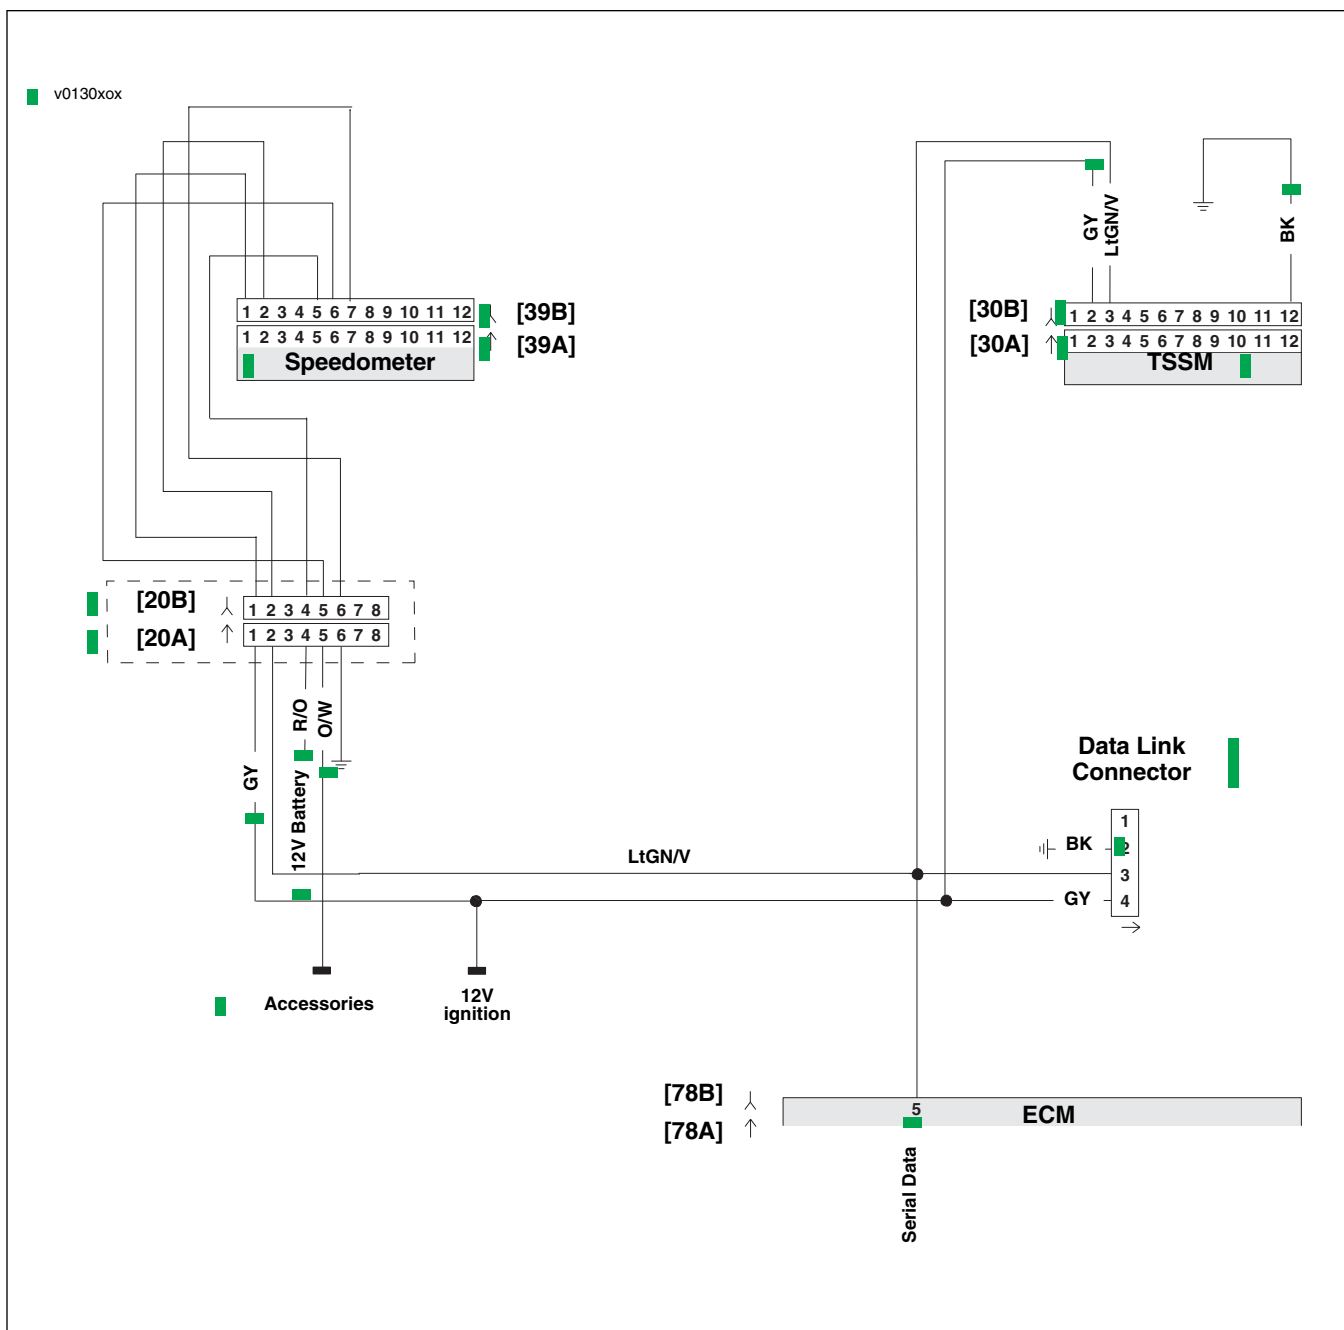 v0130xox
GY
LtGN/V
BK
1 2 3 4 5 6 7 8 9 10 11 12
[39B]
1 2 3 4 5 6 7 8 9 10 11 12
[39A]
Speedometer
[30B]
1 2 3 4 5 6 7 8 9 10 11 12
[30A]
1 2 3 4 5 6 7 8 9 10 11 12
TSSM
[20B]
1 2 3 4 5 6 7 8
[20A]
1 2 3 4 5 6 7 8
R/O
O/W
GY
12V Battery
Data Link
Connector
1
BK
2
LtGN/V
3
GY
4
Accessories
12V
ignition
[78B]
[78A]
5
ECM
Serial Data